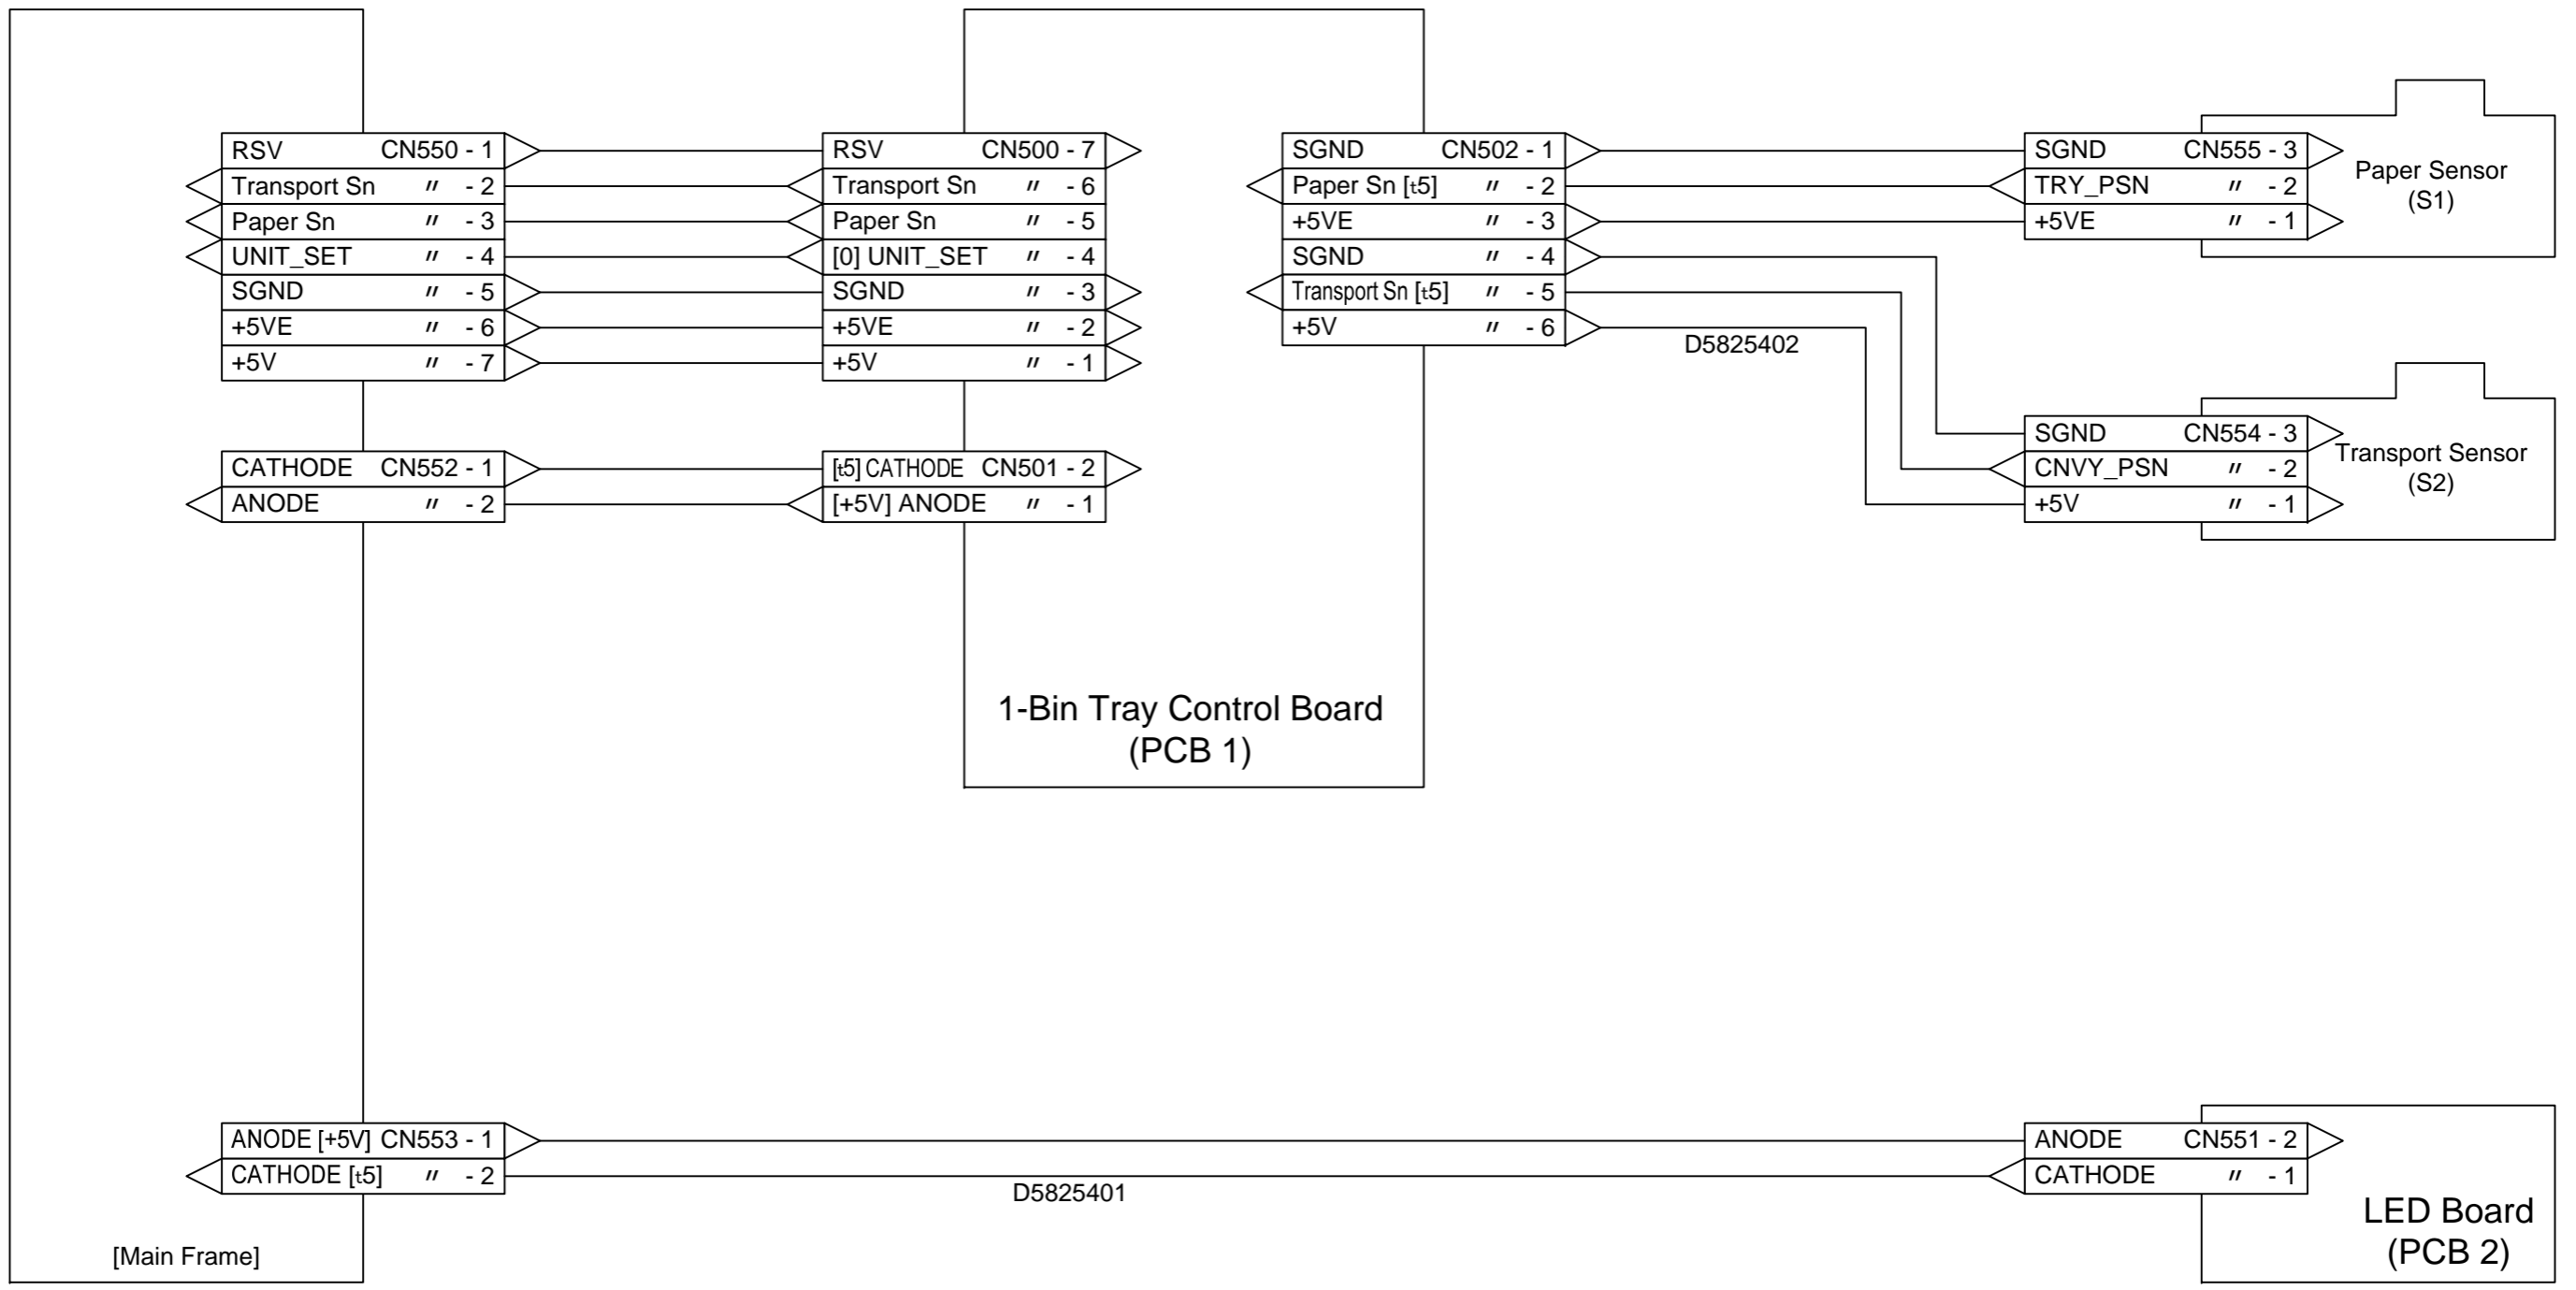 RSV CN550 - 1
Transport Sn 〃 - 2
Paper Sn 〃 - 3
UNIT_SET 〃 - 4
SGND 〃 - 5
+5VE 〃 - 6
+5V 〃 - 7
CATHODE CN552 - 1
ANODE 〃 - 2
ANODE [+5V] CN553 - 1
CATHODE [t5] 〃 - 2
[Main Frame]
RSV CN500 - 7
Transport Sn 〃 - 6
Paper Sn 〃 - 5
[0] UNIT_SET 〃 - 4
SGND 〃 - 3
+5VE 〃 - 2
+5V 〃 - 1
[t5] CATHODE CN501 - 2
[+5V] ANODE 〃 - 1
SGND CN502 - 1
Paper Sn [t5] 〃 - 2
+5VE 〃 - 3
SGND 〃 - 4
Transport Sn [t5] 〃 - 5
+5V 〃 - 6
1-Bin Tray Control Board
(PCB 1)
D5825402
SGND CN555 - 3
TRY_PSN 〃 - 2
+5VE 〃 - 1
Paper Sensor
(S1)
SGND CN554 - 3
CNVY_PSN 〃 - 2
+5V 〃 - 1
Transport Sensor
(S2)
D5825401
ANODE CN551 - 2
CATHODE 〃 - 1
LED Board
(PCB 2)